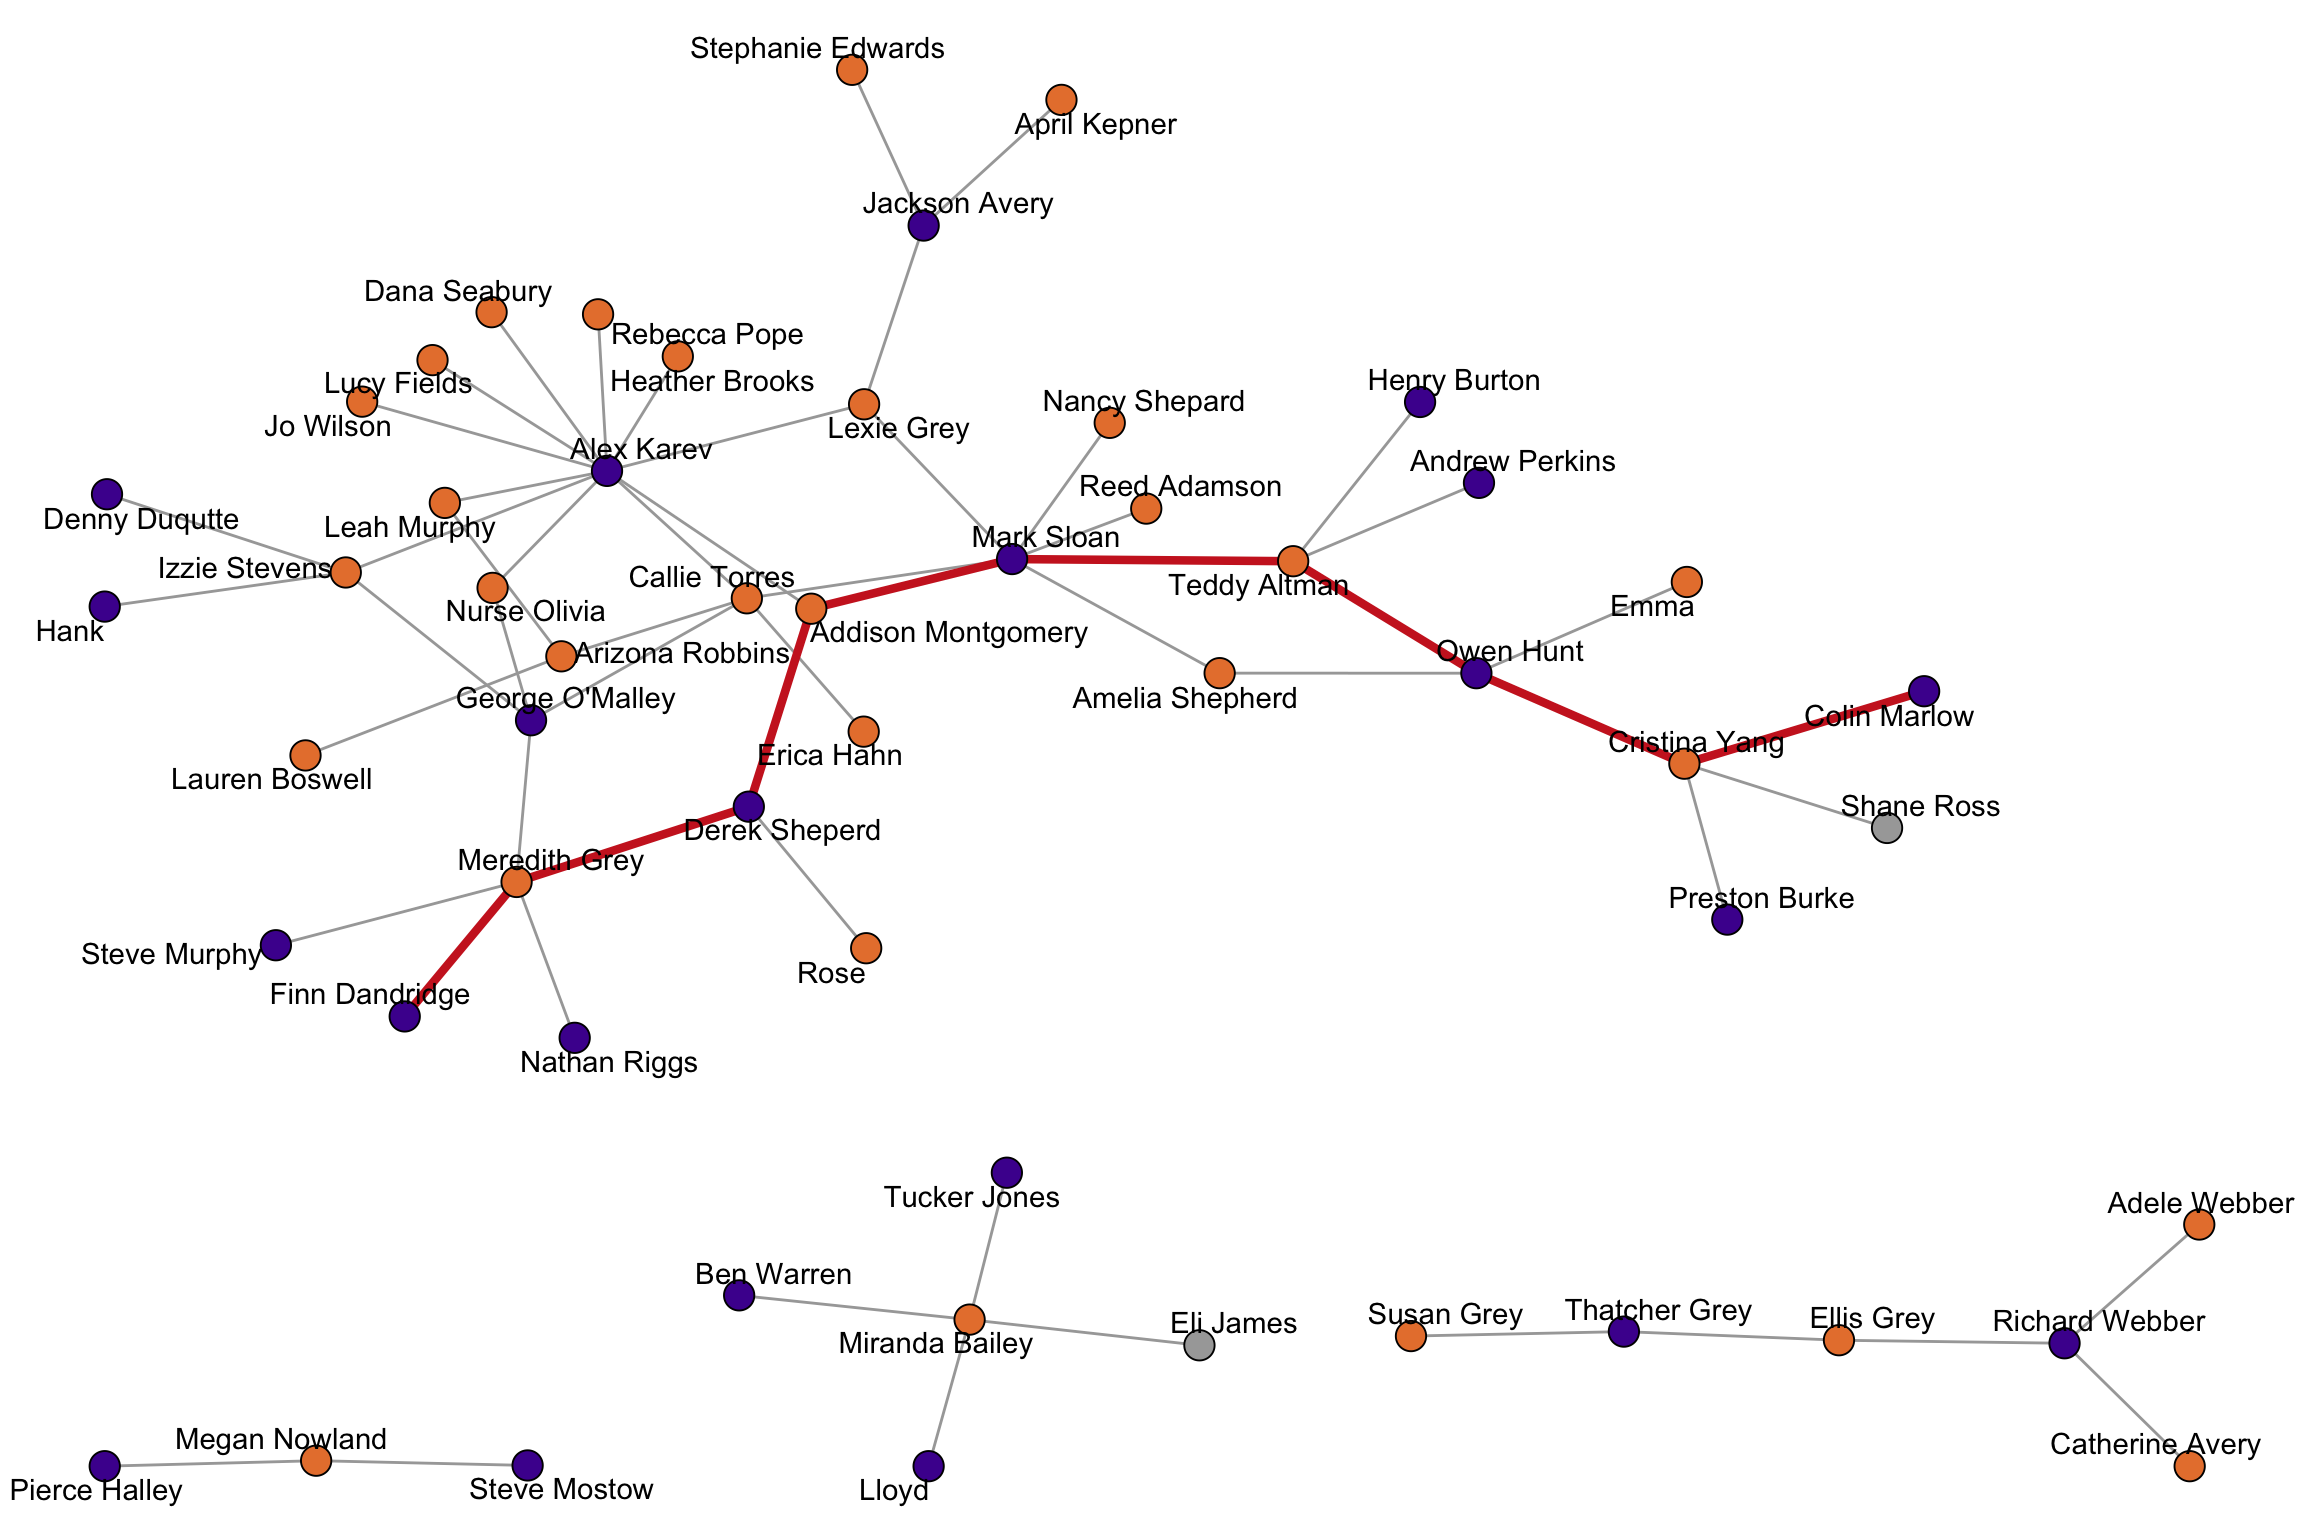 Stephanie Edwards
April Kepner
Jackson Avery
Dana Seabury
Rebecca Pope
Lucy Fields
Heather Brooks
Jo Wilson
Lexie Grey
Nancy Shepard
Henry Burton
Alex Karev
Andrew Perkins
Reed Adamson
Denny Duqutte
Leah Murphy
Mark Sloan
Izzie Stevens
Callie Torres
Teddy Altman
Nurse Olivia
Emma
Hank
Addison Montgomery
Arizona Robbins
Owen Hunt
George O'Malley
Amelia Shepherd
Colin Marlow
Erica Hahn
Cristina Yang
Lauren Boswell
Shane Ross
Derek Sheperd
Meredith Grey
Preston Burke
Steve Murphy
Rose
Finn Dandridge
Nathan Riggs
Tucker Jones
Adele Webber
Ben Warren
Eli James
Susan Grey
Thatcher Grey
Ellis Grey
Richard Webber
Miranda Bailey
Megan Nowland
Catherine Avery
Pierce Halley
Steve Mostow
Lloyd